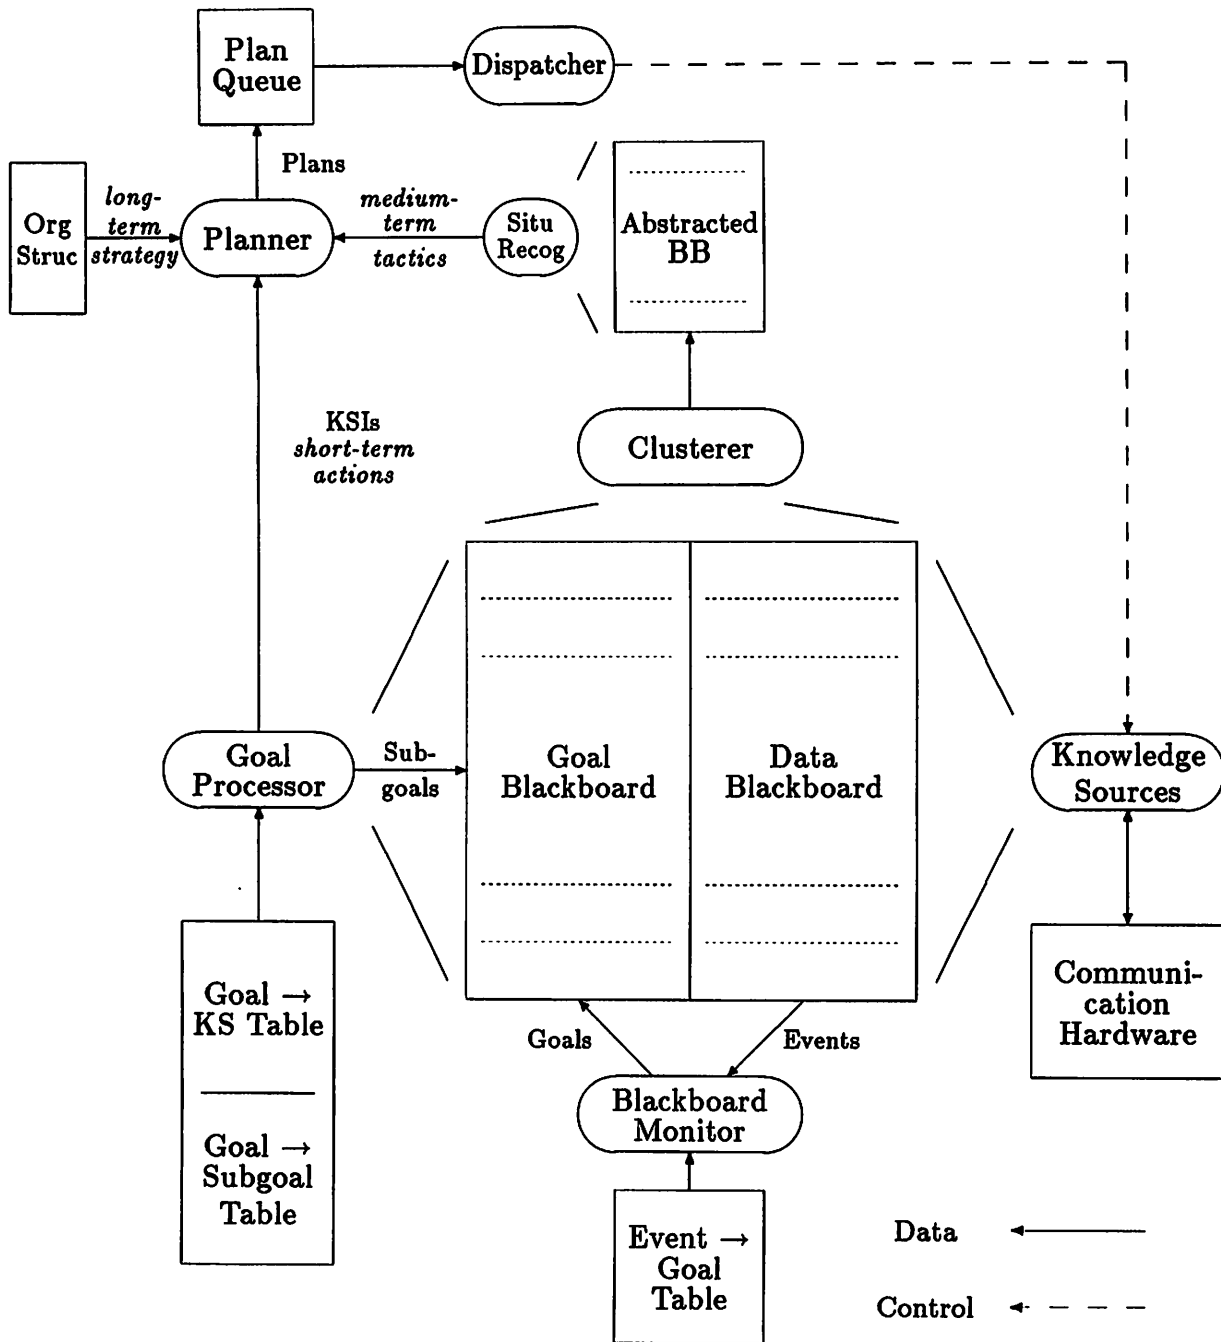 Plan
Queue
Dispatcher
Plans
Org
Struc
long-
term
strategy
Planner
medium-
term
tactics
Situ
Recog
Abstracted
BB
KSIs
short-term
actions
Clusterer
Goal
Processor
Sub-
goals
Goal
Blackboard
Data
Blackboard
Knowledge
Sources
Goal →
KS Table
Goal →
Subgoal
Table
Goals
Events
Blackboard
Monitor
Communi-
cation
Hardware
Event →
Goal
Table
Data
Control